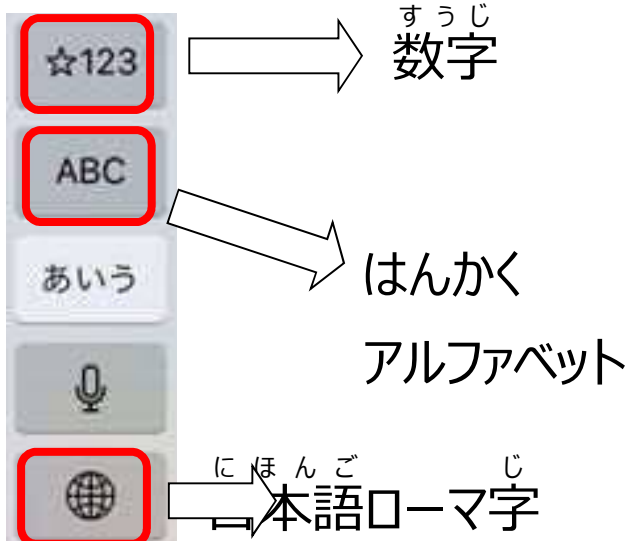 ☆123
すうじ
数字
ABC
はんかく
あいう
アルファベット
にほんご じ
日本語ローマ字